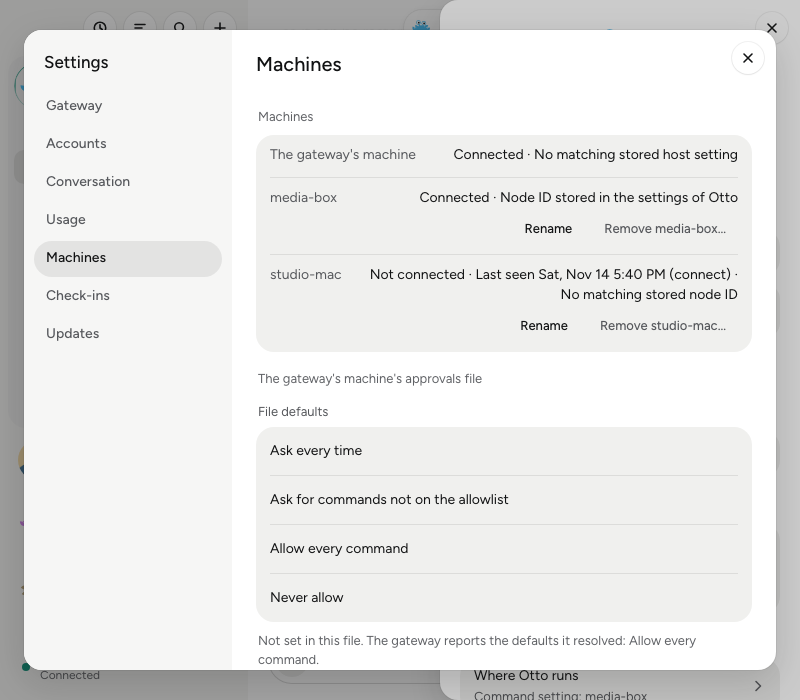 Settings
Gateway
Accounts
Conversation
Usage
Machines
Check-ins
Updates
Connected
Machines
Machines
The gateway's machine
Connected · No matching stored host setting
media-box
Connected · Node ID stored in the settings of Otto
Rename
Remove media-box...
studio-mac
Not connected · Last seen Sat, Nov 14 5:40 PM (connect) ·
No matching stored node ID
Rename
Remove studio-mac...
The gateway's machine's approvals file
File defaults
Ask every time
Ask for commands not on the allowlist
Allow every command
Never allow
Not set in this file. The gateway reports the defaults it resolved: Allow every
command.
Where Otto runs
Command setting: media-box